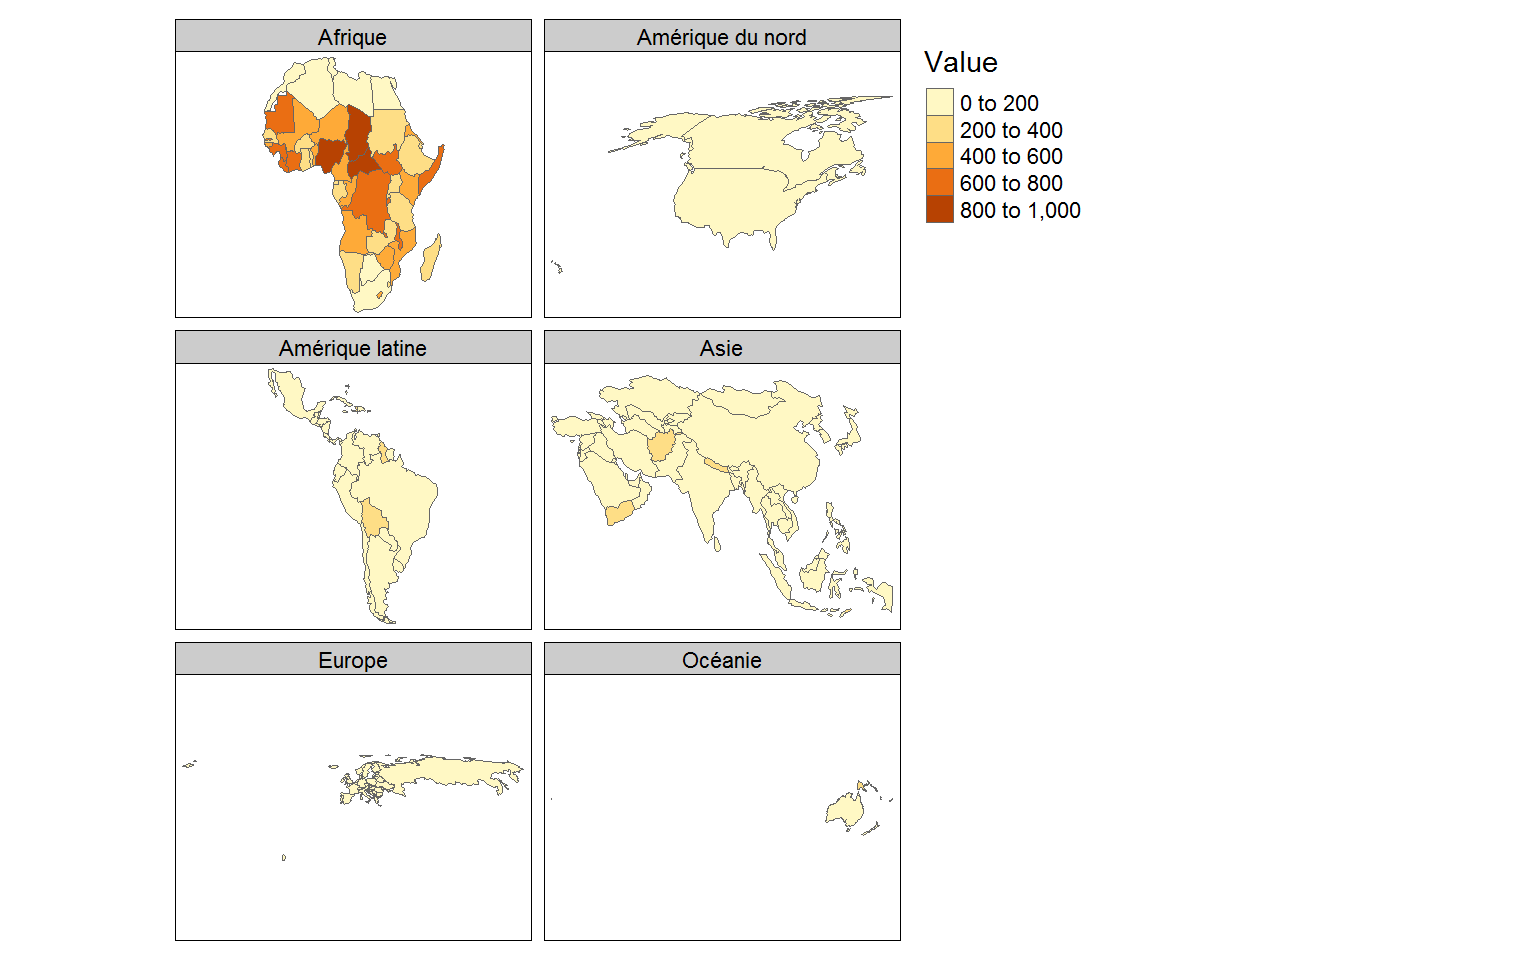 Afrique
Amérique du nord
Value
0 to 200
200 to 400
400 to 600
600 to 800
800 to 1,000
Amérique latine
Asie
Europe
Océanie